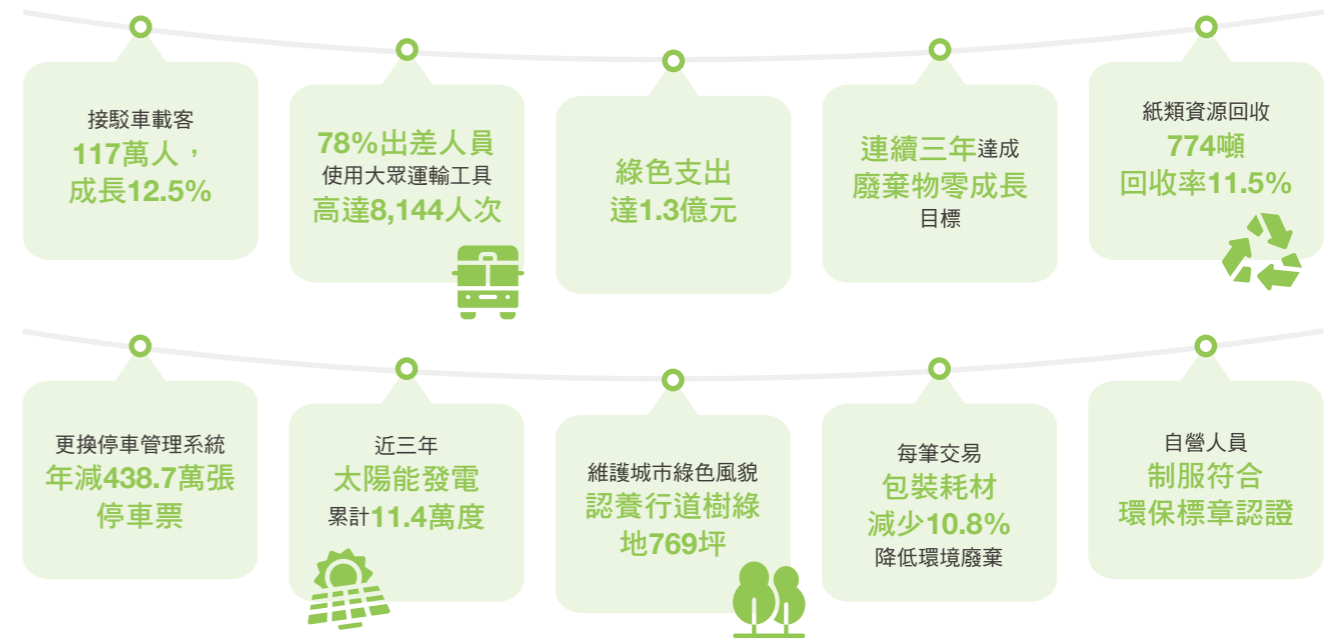 接駁車載客
117萬人，
成長12.5%
78%出差人員
使用大眾運輸工具
高達8,144人次
綠色支出
達1.3億元
連續三年達成
廢棄物零成長
目標
紙類資源回收
774噸
回收率11.5%
更換停車管理系統
年減438.7萬張
停車票
近三年
太陽能發電
累計11.4萬度
維護城市綠色風貌
認養行道樹綠
地769坪
每筆交易
包裝耗材
減少10.8%
降低環境廢棄
自營人員
制服符合
環保標章認證